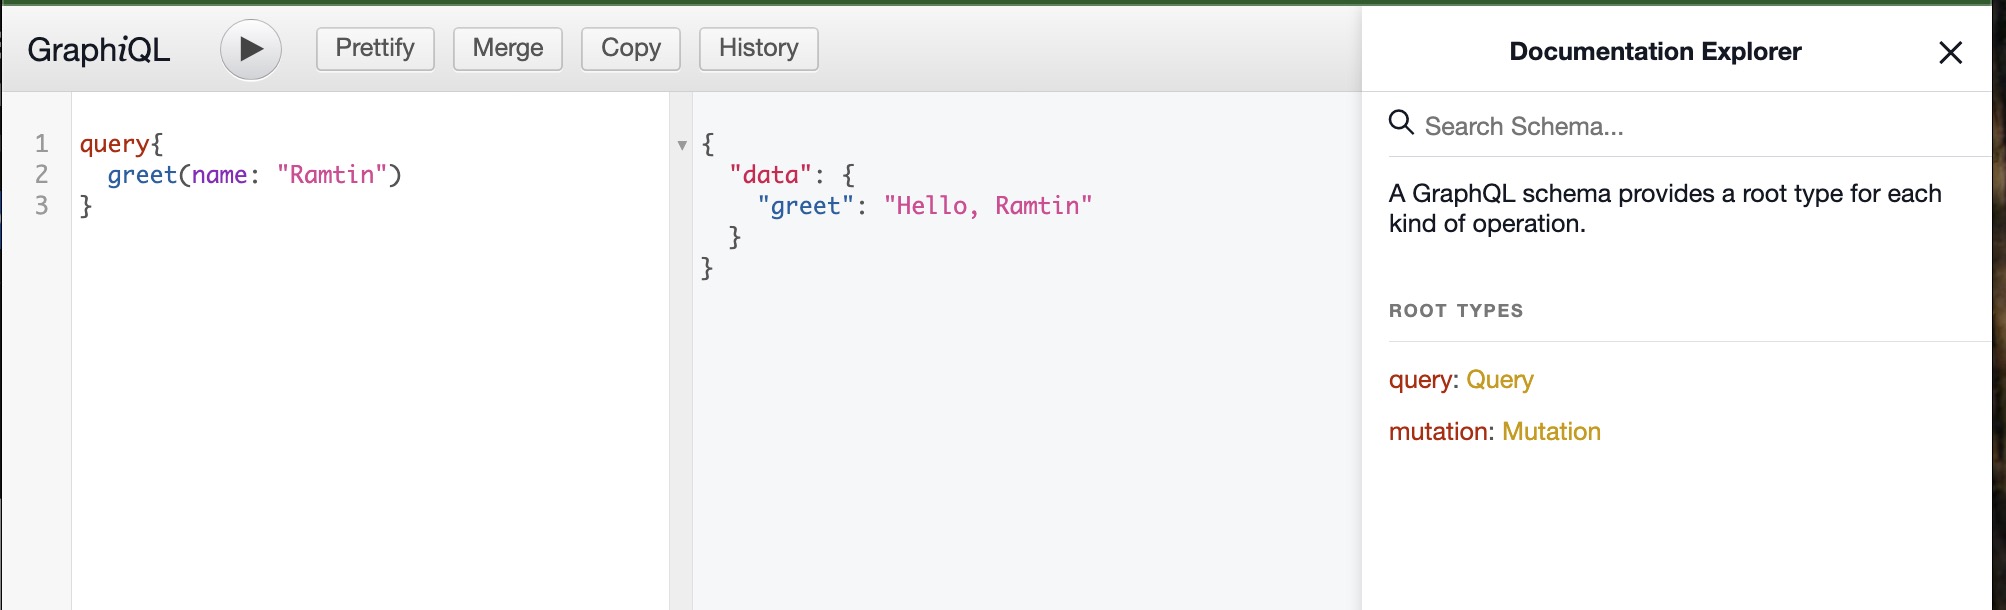 GraphiQL Prettify Merge Copy History
1 query{
2 greet(name: "Ramtin")
3 }
{
"data": {
"greet": "Hello, Ramtin"
}
}
Documentation Explorer
Search Schema...
A GraphQL schema provides a root type for each
kind of operation.
ROOT TYPES
query: Query
mutation: Mutation